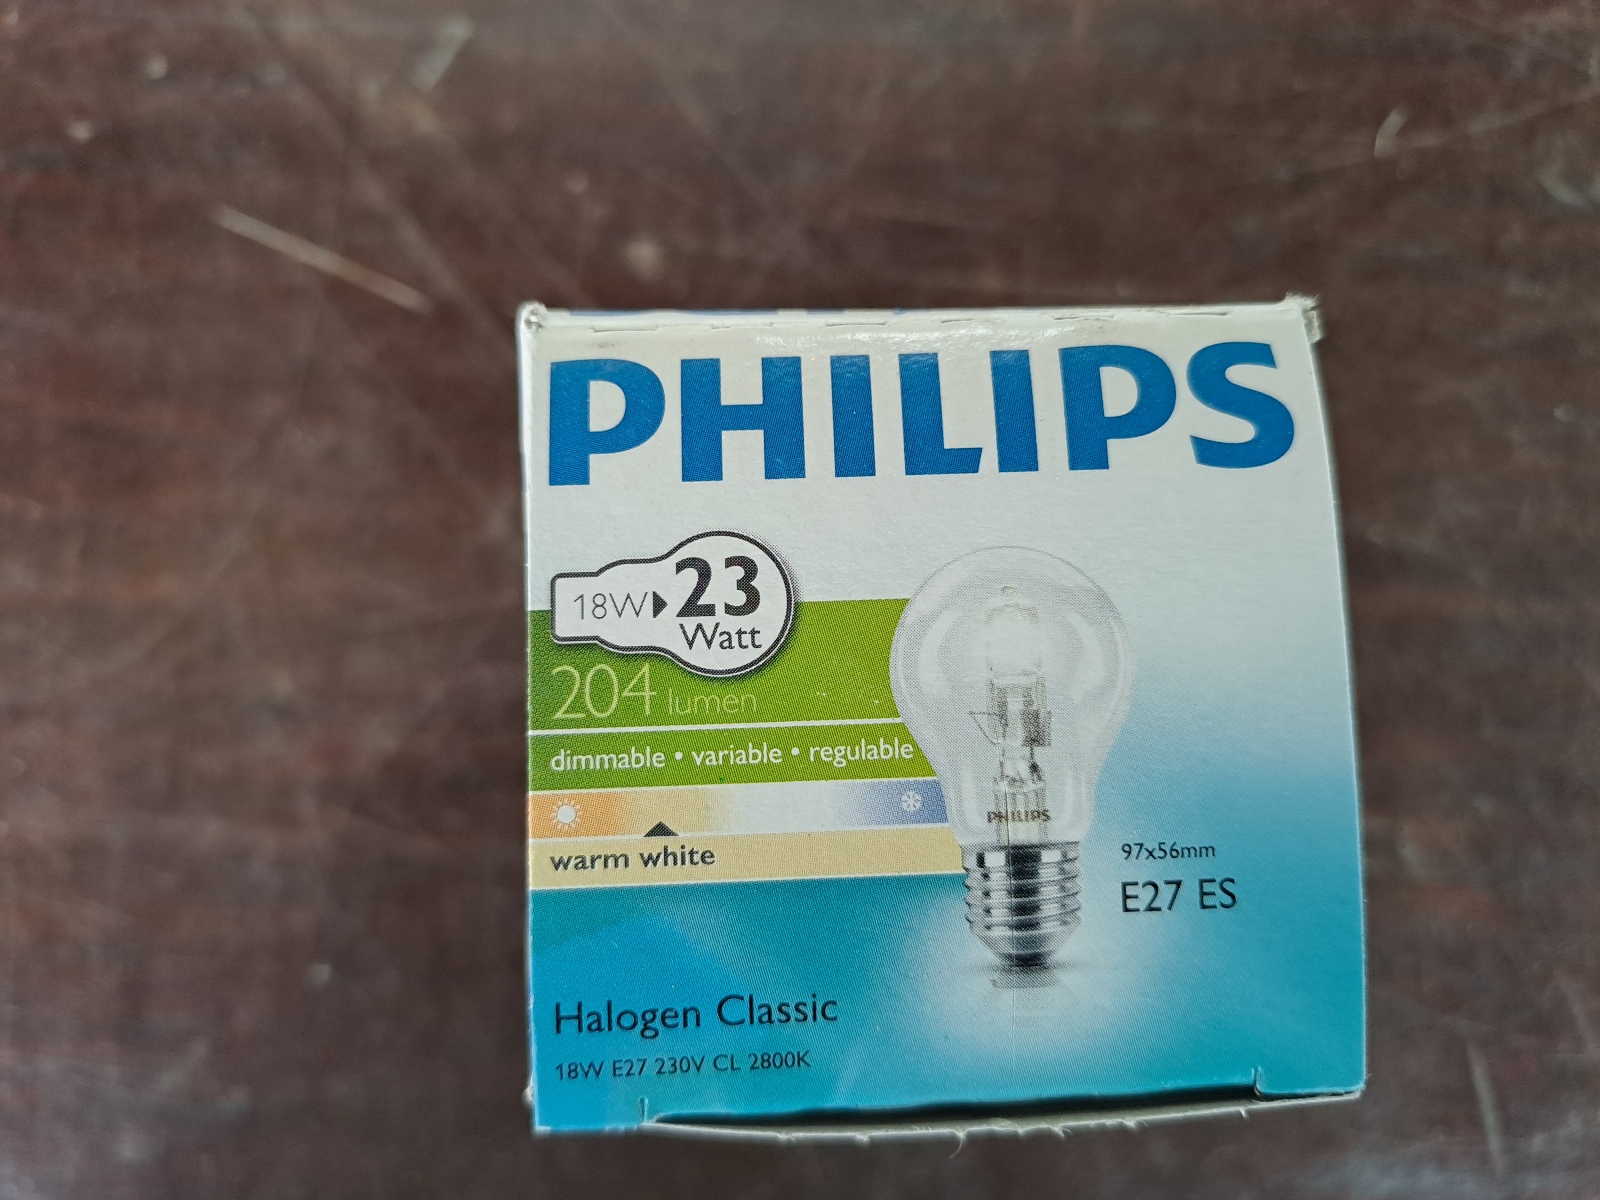 PHILIPS
18W 23
Watt
204 lumen
dimmable • variable • regulable
warm white
PHILIPS
97x56mm
E27 ES
Halogen Classic
18W E27 230V CL 2800K